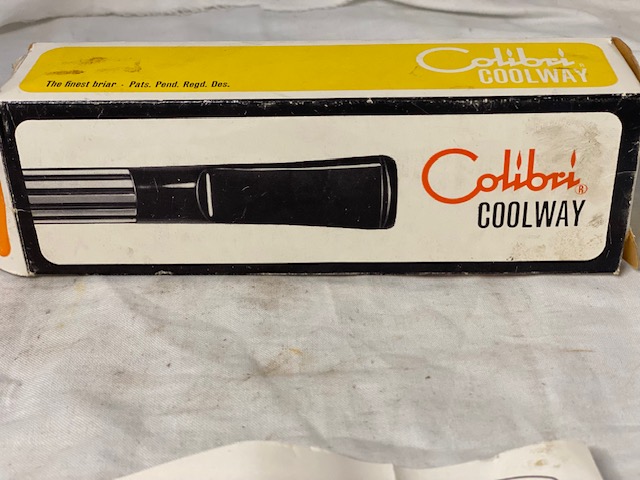 Colibri®
COOLWAY
The finest briar · Pats. Pend. Regd. Des.
Colibri®
COOLWAY